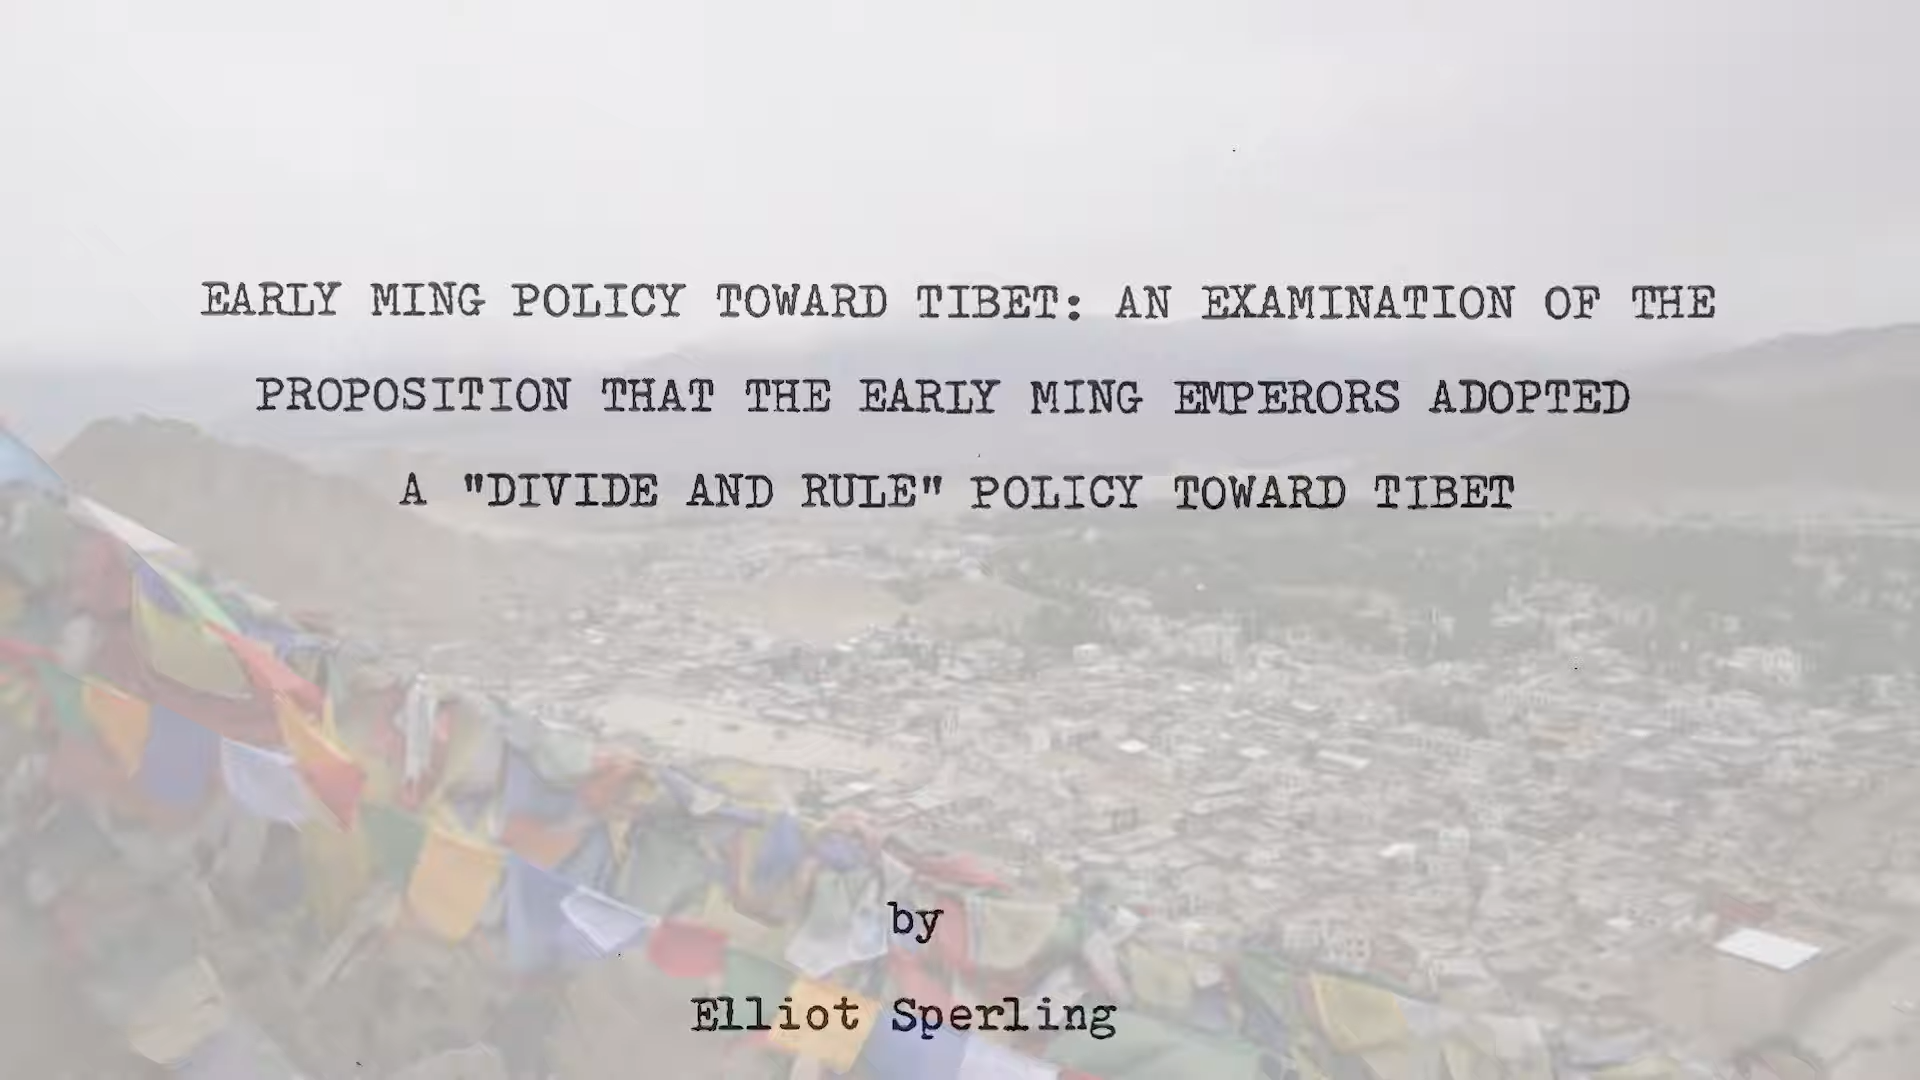 EARLY MING POLICY TOWARD TIBET: AN EXAMINATION OF THE
PROPOSITION THAT THE EARLY MING EMPERORS ADOPTED
A "DIVIDE AND RULE" POLICY TOWARD TIBET
by
Elliot Sperling